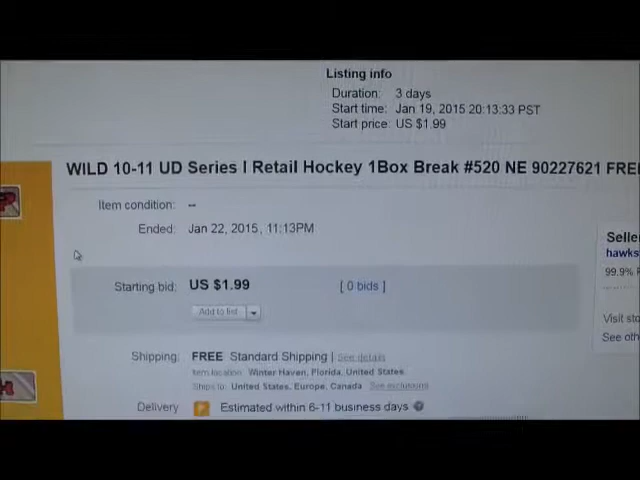 Listing info
Duration: 3 days
Start time: Jan 19, 2015 20:13:33 PST
Start price: US $1.99
WILD 10-11 UD Series I Retail Hockey 1Box Break #520 NE 90227621 FREE
Item condition: --
Ended: Jan 22, 2015, 11:13PM
Selle
hawks
99.9%
Starting bid: US $1.99 [ 0 bids ]
Add to list
Visit sto
See oth
Shipping: FREE Standard Shipping | See details
Item location: Winter Haven, Florida, United States
Ships to: United States, Europe, Canada See exclusions
Delivery Estimated within 6-11 business days
H